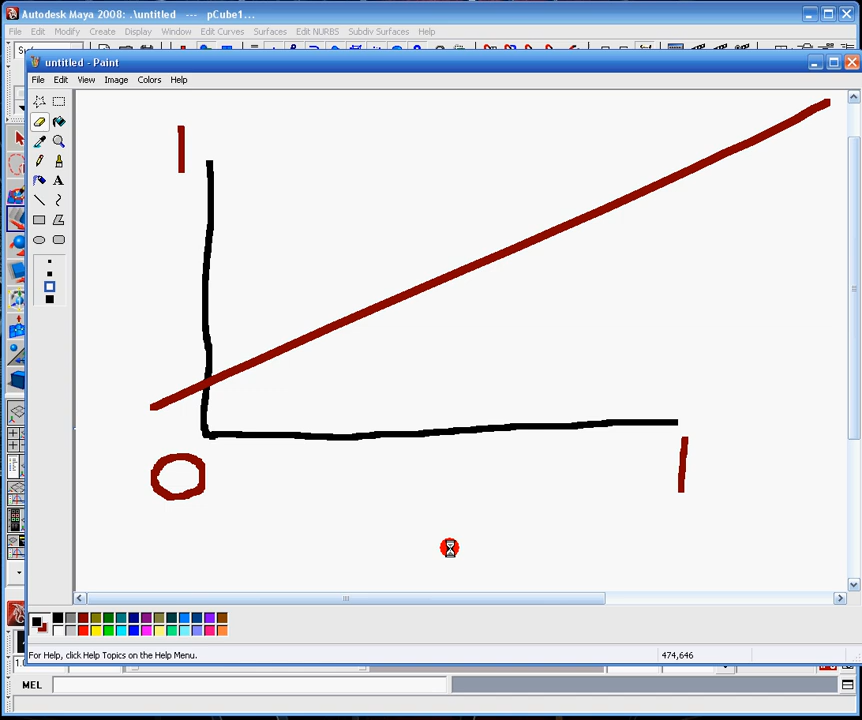 Autodesk Maya 2008: .\untitled --- pCube1...
File Edit Modify Create Display Window Assets Edit Curves Surfaces Edit NURBS Subdiv Surfaces Help
untitled - Paint
File Edit View Image Colors Help
A
1
0 1
For Help, click Help Topics on the Help Menu. 474,646
MEL